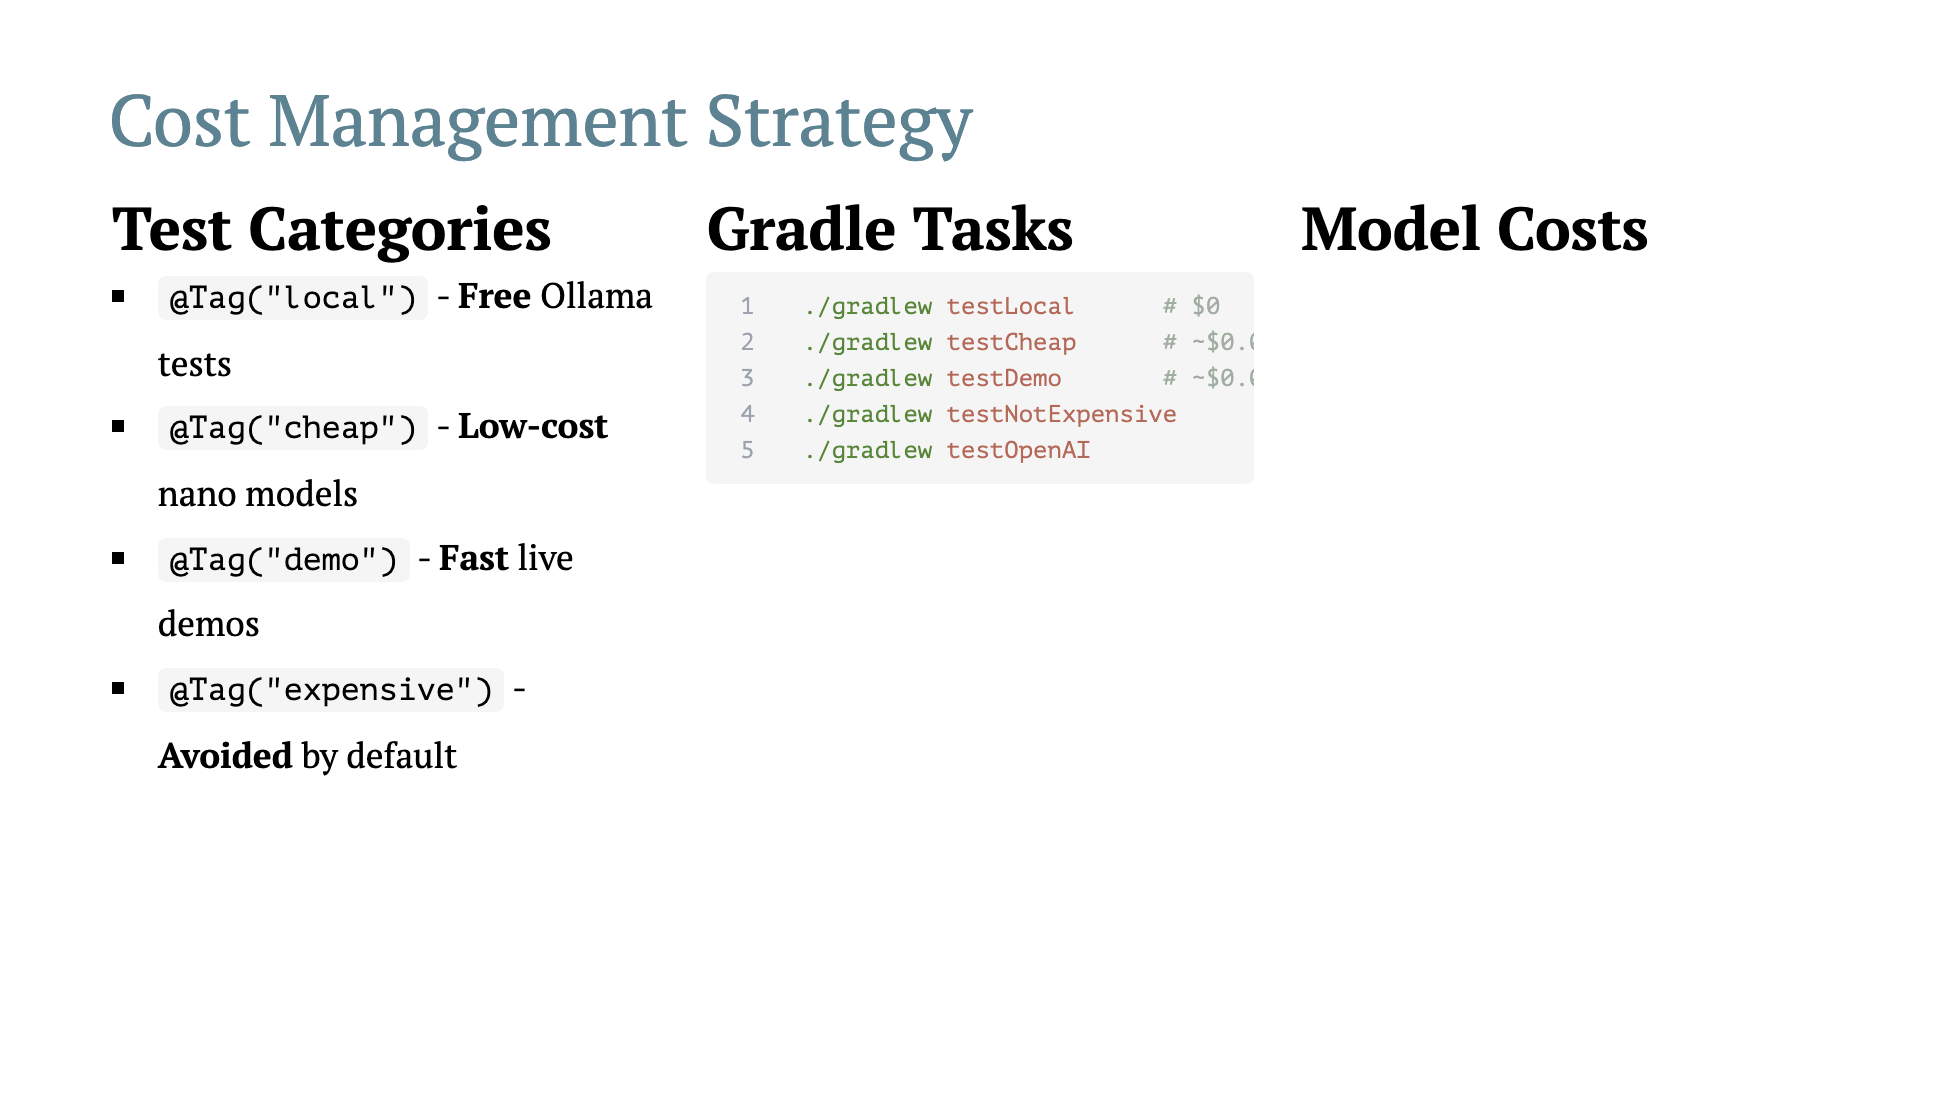 Cost Management Strategy
Test Categories
▪ @Tag("local") - Free Ollama
tests
▪ @Tag("cheap") - Low-cost
nano models
▪ @Tag("demo") - Fast live
demos
▪ @Tag("expensive") -
Avoided by default
Gradle Tasks
1 ./gradlew testLocal # $0
2 ./gradlew testCheap # ~$0.
3 ./gradlew testDemo # ~$0.
4 ./gradlew testNotExpensive
5 ./gradlew testOpenAI
Model Costs